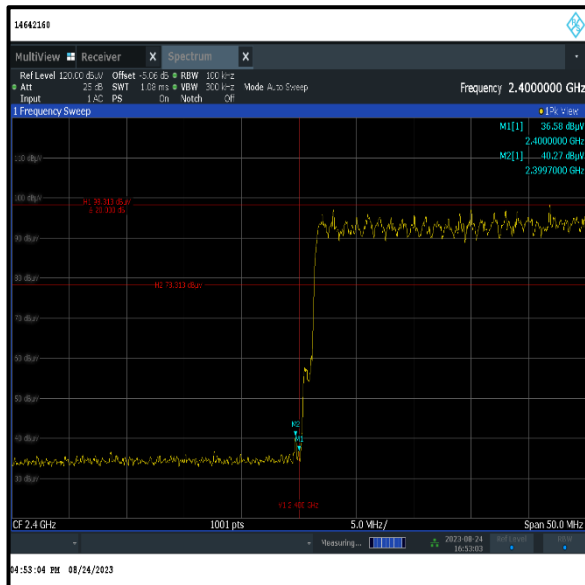 14642160
MultiView Receiver X Spectrum X
Ref Level 120.00 dBµV Offset -5.06 dB RBW 100 kHz
Att 25 dB SWT 1.08 ms VBW 300 kHz Mode Auto Sweep Frequency 2.4000000 GHz
Input 1 AC PS On Notch Off
1 Frequency Sweep 1Pk View
M1[1] 36.58 dBµV
2.4000000 GHz
M2[1] 40.27 dBµV
2.3997000 GHz
110 dBµV
100 dBµV
90 dBµV
80 dBµV
H2 78.313 dBµV
70 dBµV
60 dBµV
50 dBµV
M2
40 dBµV
M1
30 dBµV
CF 2.4 GHz 1001 pts 5.0 MHz/ Span 50.0 MHz
Measuring... 2023-08-24 Ref Level RBW
16:53:03
04:53:04 PM 08/24/2023